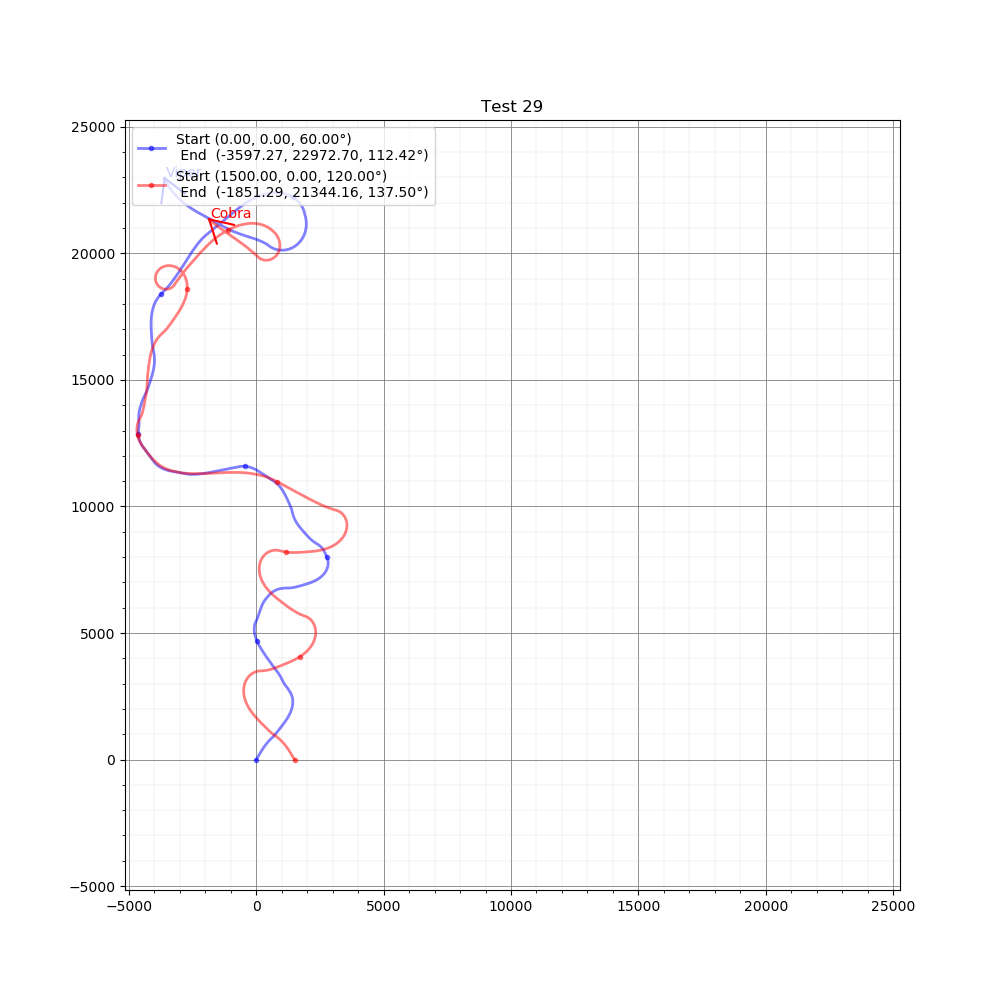 Test 29
Start (0.00, 0.00, 60.00°)
End (-3597.27, 22972.70, 112.42°)
Start (1500.00, 0.00, 120.00°)
End (-1851.29, 21344.16, 137.50°)
Cobra
25000
20000
15000
10000
5000
0
−5000
−5000 0 5000 10000 15000 20000 25000